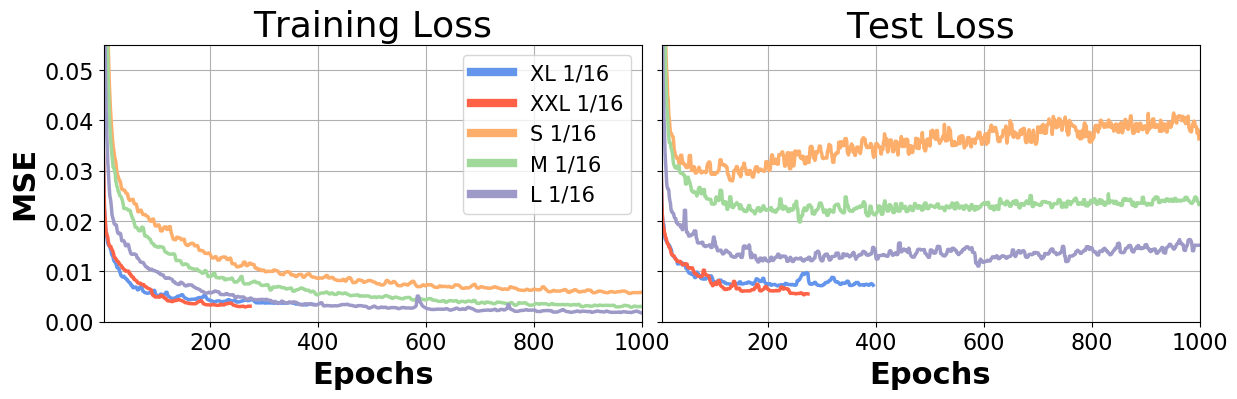 Training Loss
Test Loss
MSE
0.05
0.04
0.03
0.02
0.01
0.00
XL 1/16
XXL 1/16
S 1/16
M 1/16
L 1/16
200 400 600 800 1000
200 400 600 800 1000
Epochs
Epochs